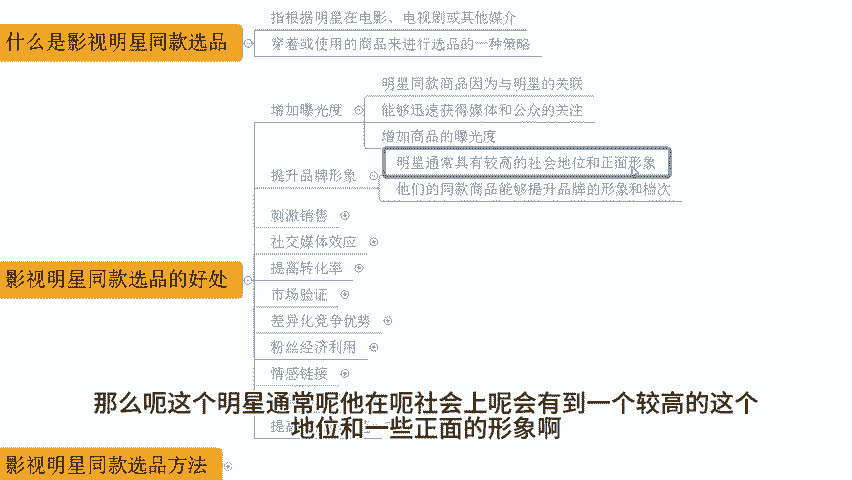 什么是影视明星同款选品
指根据明星在电影、电视剧或其他媒介
穿着或使用的商品来进行选品的一种策略
影视明星同款选品的好处
增加曝光度
明星同款商品因为与明星的关联
能够迅速获得媒体和公众的关注
增加商品的曝光度
提升品牌形象
明星通常具有较高的社会地位和正面形象
他们的同款商品能够提升品牌的形象和档次
刺激销售
社交媒体效应
提高转化率
市场验证
差异化竞争优势
粉丝经济利用
情感链接
那么呃这个明星通常呢他在呃社会上呢会有到一个较高的这个
地位和一些正面的形象啊
影视明星同款选品方法